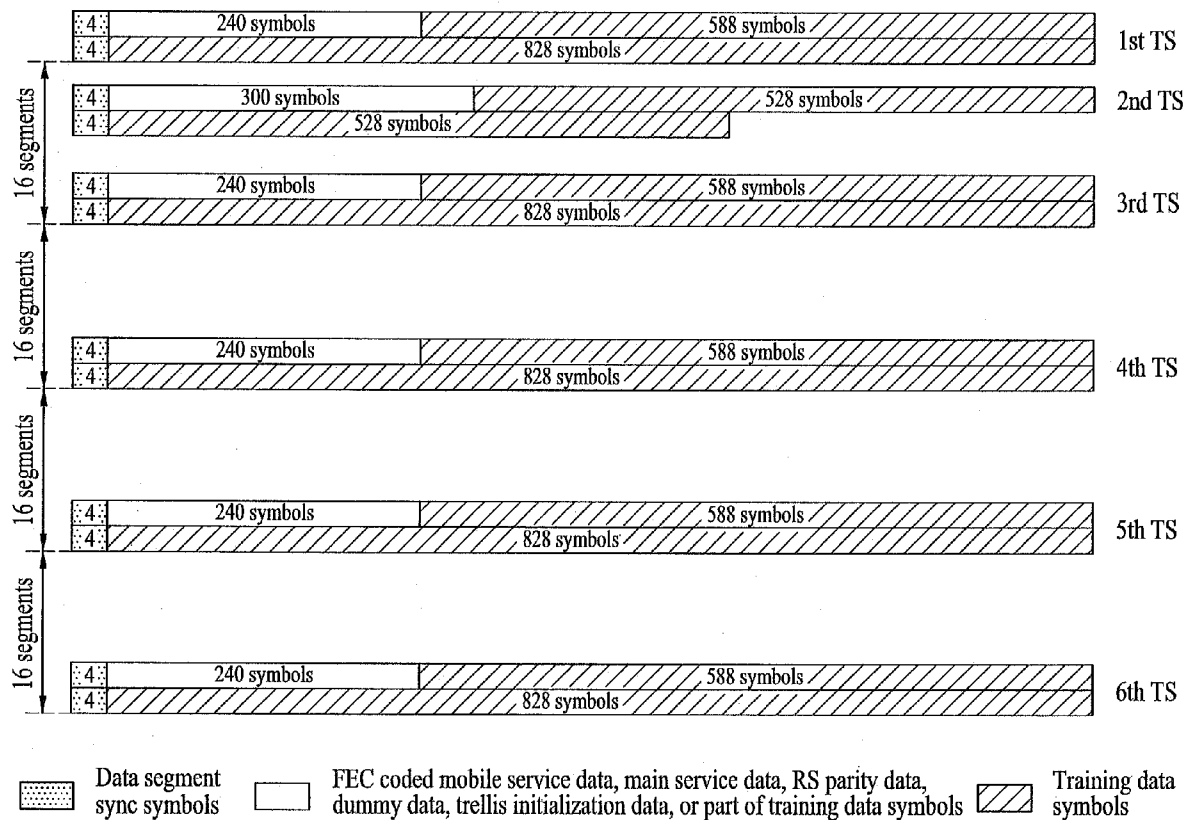 4 240 symbols 588 symbols 1st TS
4 828 symbols
16 segments
4 300 symbols 528 symbols 2nd TS
4 528 symbols
4 240 symbols 588 symbols 3rd TS
4 828 symbols
16 segments
4 240 symbols 588 symbols 4th TS
4 828 symbols
16 segments
4 240 symbols 588 symbols 5th TS
4 828 symbols
16 segments
4 240 symbols 588 symbols 6th TS
4 828 symbols
Data segment
sync symbols
FEC coded mobile service data, main service data, RS parity data,
dummy data, trellis initialization data, or part of training data symbols
Training data
symbols